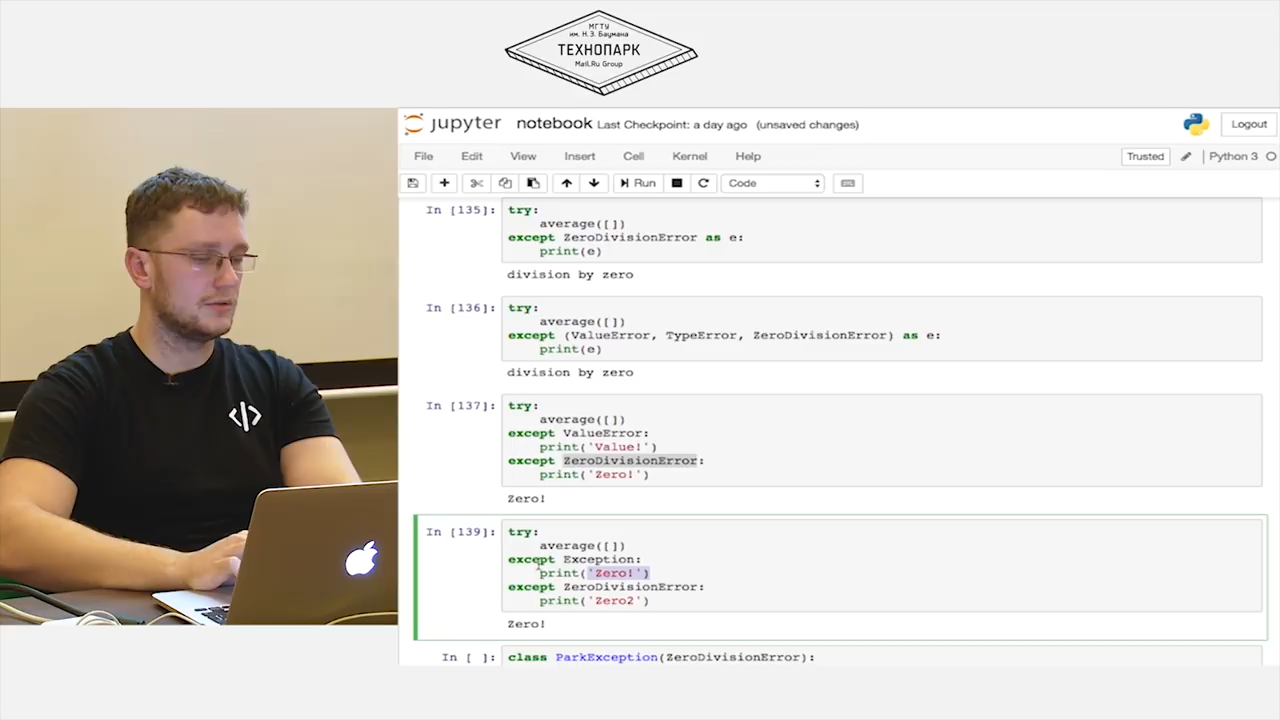 МГТУ
им. Н.Э. Баумана
ТЕХНОПАРК
Mail.Ru Group
jupyter notebook Last Checkpoint: a day ago (unsaved changes)
Logout
File Edit View Insert Cell Kernel Help
Trusted Python 3
Run Code
In [135]: try:
average([])
except ZeroDivisionError as e:
print(e)
division by zero
In [136]: try:
average([])
except (ValueError, TypeError, ZeroDivisionError) as e:
print(e)
division by zero
In [137]: try:
average([])
except ValueError:
print('Value!')
except ZeroDivisionError:
print('Zero!')
Zero!
In [139]: try:
average([])
except Exception:
print('Zero!')
except ZeroDivisionError:
print('Zero2')
Zero!
In [ ]: class ParkException(ZeroDivisionError):